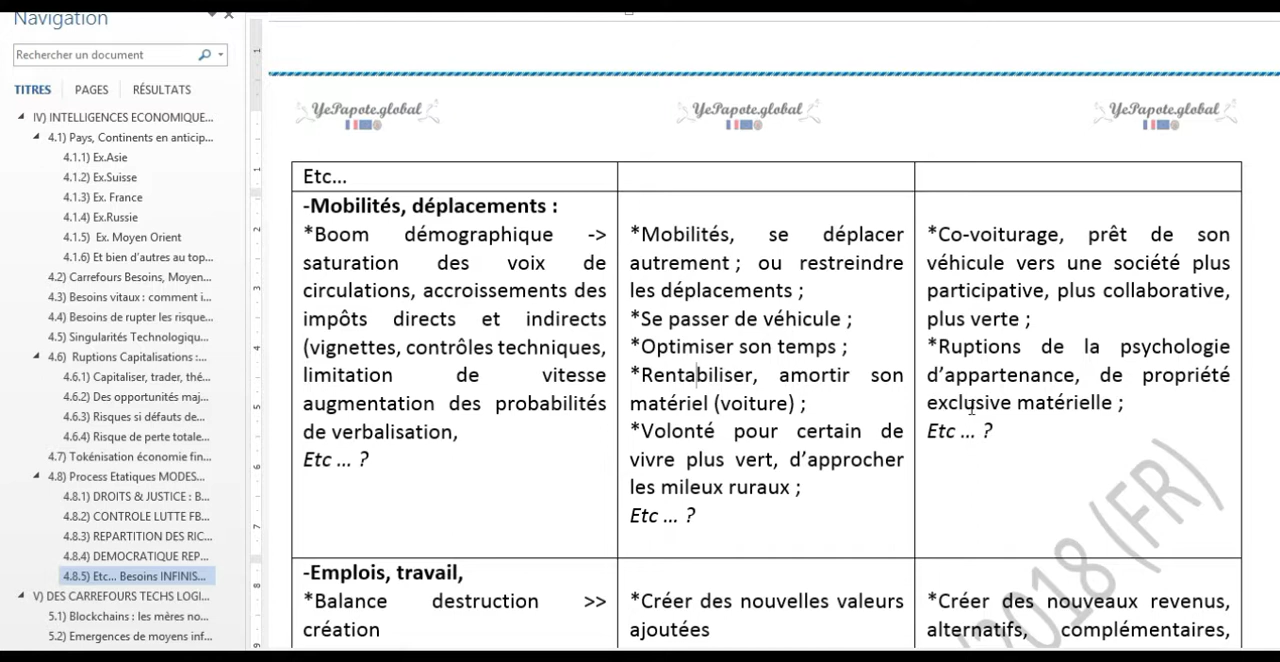 Navigation
Rechercher un document
TITRES PAGES RÉSULTATS
IV) INTELLIGENCES ECONOMIQUE...
4.1) Pays, Continents en anticip...
4.1.1) Ex.Asie
4.1.2) Ex.Suisse
4.1.3) Ex. France
4.1.4) Ex.Russie
4.1.5) Ex. Moyen Orient
4.1.6) Et bien d'autres au top...
4.2) Carrefours Besoins, Moyen...
4.3) Besoins vitaux : comment i...
4.4) Besoins de rupter les risque...
4.5) Singularités Technologiqu...
4.6) Ruptions Capitalisations :...
4.6.1) Capitaliser, trader, thé...
4.6.2) Des opportunités maj...
4.6.3) Risques si défauts de...
4.6.4) Risque de perte totale...
4.7) Tokénisation économie fin...
4.8) Process Etatiques MODES...
4.8.1) DROITS & JUSTICE : B...
4.8.2) CONTROLE LUTTE FB...
4.8.3) REPARTITION DES RIC...
4.8.4) DEMOCRATIQUE REP...
4.8.5) Etc... Besoins INFINIS...
V) DES CARREFOURS TECHS LOGI...
5.1) Blockchains : les mères no...
5.2) Emergences de moyens inf...
YePapote.global YePapote.global YePapote.global
Etc...
-Mobilités, déplacements :
*Boom démographique ->
saturation des voix de
circulations, accroissements des
impôts directs et indirects
(vignettes, contrôles techniques,
limitation de vitesse
augmentation des probabilités
de verbalisation,
Etc ... ?
*Mobilités, se déplacer
autrement ; ou restreindre
les déplacements ;
*Se passer de véhicule ;
*Optimiser son temps ;
*Rentabiliser, amortir son
matériel (voiture) ;
*Volonté pour certain de
vivre plus vert, d'approcher
les mileux ruraux ;
Etc ... ?
*Co-voiturage, prêt de son
véhicule vers une société plus
participative, plus collaborative,
plus verte ;
*Ruptions de la psychologie
d'appartenance, de propriété
exclusive matérielle ;
Etc ... ?
-Emplois, travail,
*Balance destruction >>
création
*Créer des nouvelles valeurs
ajoutées
*Créer des nouveaux revenus,
alternatifs, complémentaires,
2018 (FR)